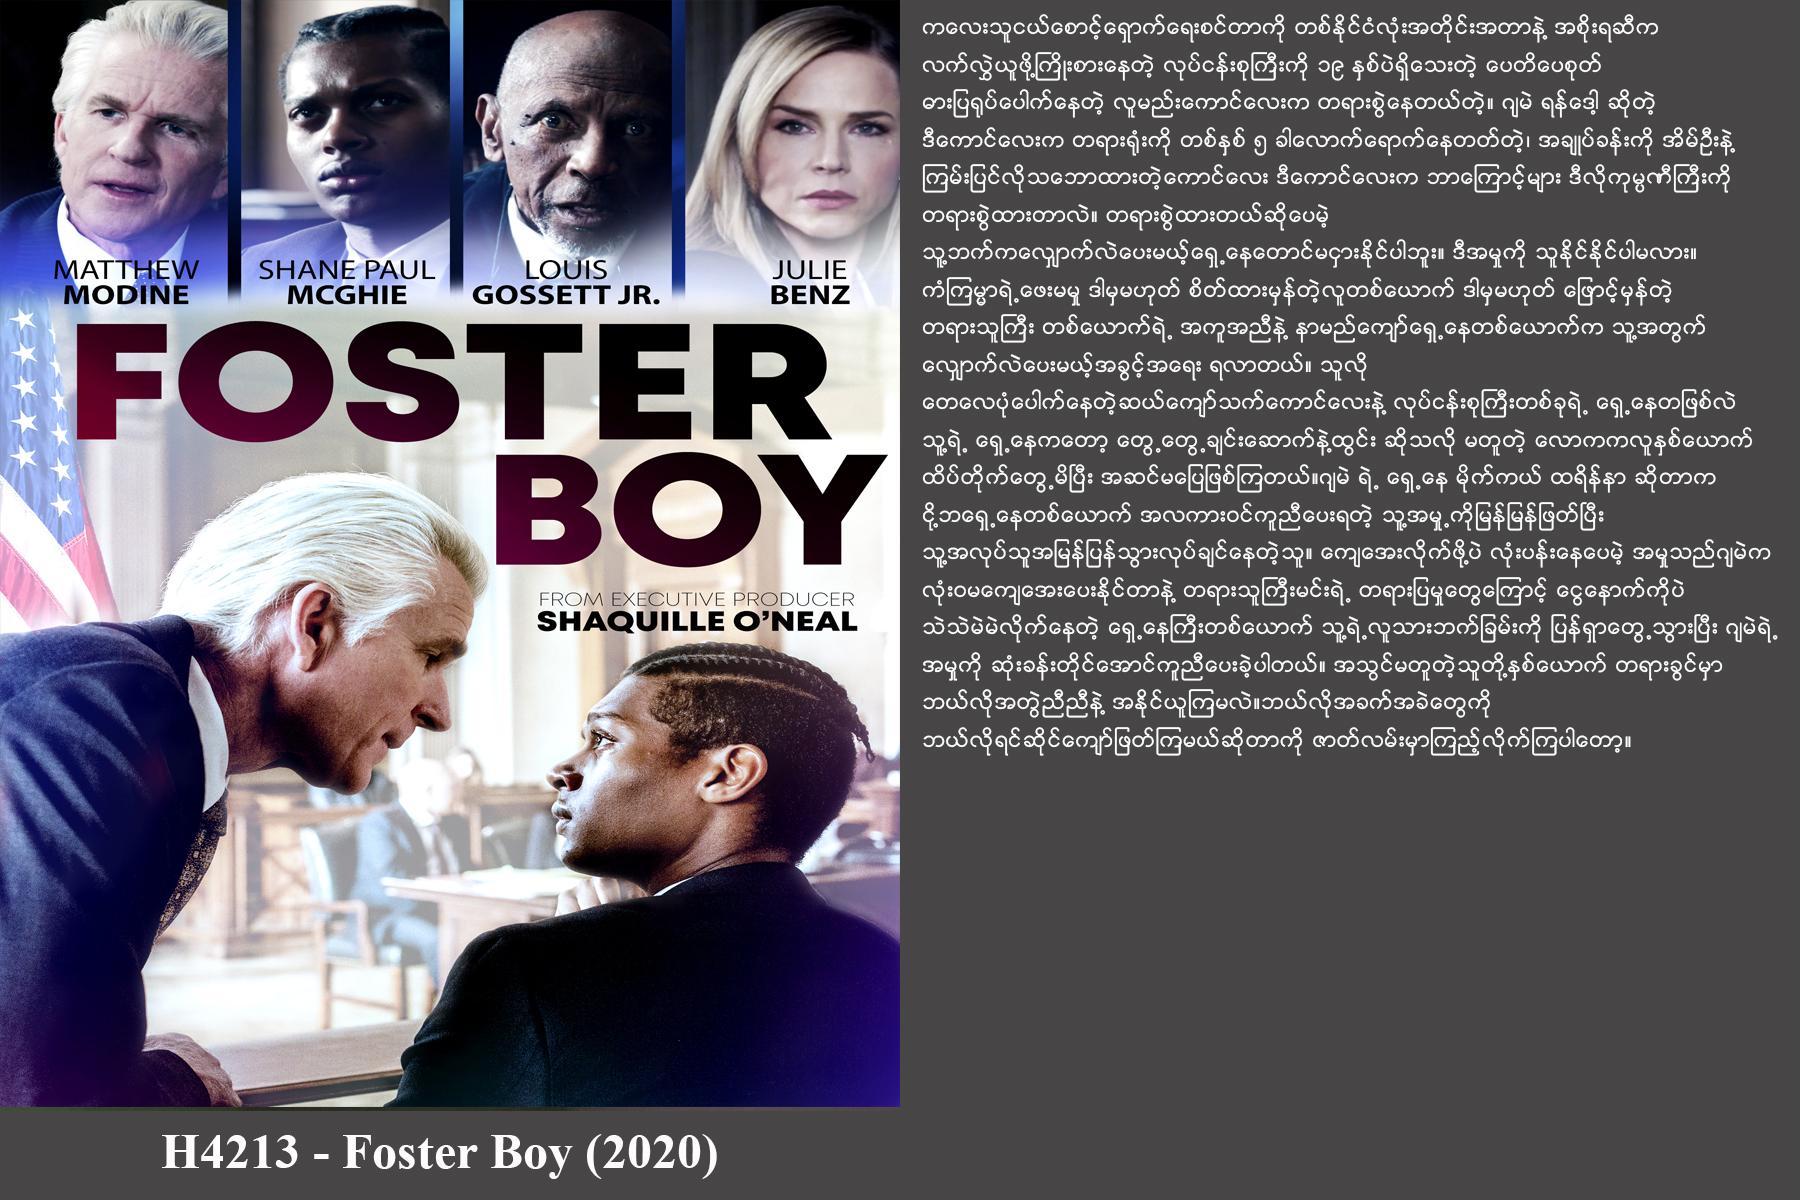 MATTHEW
MODINE
SHANE PAUL
MCGHIE
LOUIS
GOSSETT JR.
JULIE
BENZ
FOSTER
BOY
FROM EXECUTIVE PRODUCER
SHAQUILLE O'NEAL
H4213 - Foster Boy (2020)
ကလေးသူငယ်စောင့်ရှောက်ရေးစင်တာကို တစ်နိုင်ငံလုံးအတိုင်းအတာနဲ့ အစိုးရဆီက
လက်လွှဲယူဖို့ကြိုးစားနေတဲ့ လုပ်ငန်းစုကြီးကို ၁၉ နှစ်ပဲရှိသေးတဲ့ ပေတိပေစုတ်
ဓားပြရုပ်ပေါက်နေတဲ့ လူမည်းကောင်လေးက တရားစွဲနေတယ်တဲ့။ ဂျမဲ ရန်ဒေါ့ ဆိုတဲ့
ဒီကောင်လေးက တရားရုံးကို တစ်နှစ် ၅ ခါလောက်ရောက်နေတတ်တဲ့၊ အချုပ်ခန်းကို အိမ်ဦးနဲ့
ကြမ်းပြင်လိုသဘောထားတဲ့ကောင်လေး ဒီကောင်လေးက ဘာကြောင့်များ ဒီလိုကုမ္ပဏီကြီးကို
တရားစွဲထားတာလဲ။ တရားစွဲထားတယ်ဆိုပေမဲ့
သူ့ဘက်ကလျှောက်လဲပေးမယ့်ရှေ့နေတောင်မငှားနိုင်ပါဘူး။ ဒီအမှုကို သူနိုင်နိုင်ပါမလား။
ကံကြမ္မာရဲ့ဖေးမမှု ဒါမှမဟုတ် စိတ်ထားမှန်တဲ့လူတစ်ယောက် ဒါမှမဟုတ် ဖြောင့်မှန်တဲ့
တရားသူကြီး တစ်ယောက်ရဲ့ အကူအညီနဲ့ နာမည်ကျော်ရှေ့နေတစ်ယောက်က သူ့အတွက်
လျှောက်လဲပေးမယ့်အခွင့်အရေး ရလာတယ်။ သူလို
တေလေပုံပေါက်နေတဲ့ဆယ်ကျော်သက်ကောင်လေးနဲ့ လုပ်ငန်းစုကြီးတစ်ခုရဲ့ ရှေ့နေတဖြစ်လဲ
သူ့ရဲ့ ရှေ့နေကတော့ တွေ့တွေ့ချင်းဆောက်နဲ့ထွင်း ဆိုသလို မတူတဲ့ လောကကလူနှစ်ယောက်
ထိပ်တိုက်တွေ့မိပြီး အဆင်မပြေဖြစ်ကြတယ်။ဂျမဲ ရဲ့ ရှေ့နေ မိုက်ကယ် ထရိန်နာ ဆိုတာက
ငို့ဘရှေ့နေတစ်ယောက် အလကားဝင်ကူညီပေးရတဲ့ သူ့အမှု့ကိုမြန်မြန်ဖြတ်ပြီး
သူ့အလုပ်သူအမြန်ပြန်သွားလုပ်ချင်နေတဲ့သူ။ ကျေအေးလိုက်ဖို့ပဲ လုံးပန်းနေပေမဲ့ အမှုသည်ဂျမဲက
လုံးဝမကျေအေးပေးနိုင်တာနဲ့ တရားသူကြီးမင်းရဲ့ တရားပြမှုတွေကြောင့် ငွေနောက်ကိုပဲ
သဲသဲမဲမဲလိုက်နေတဲ့ ရှေ့နေကြီးတစ်ယောက် သူ့ရဲ့လူသားဘက်ခြမ်းကို ပြန်ရှာတွေ့သွားပြီး ဂျမဲရဲ့
အမှုကို ဆုံးခန်းတိုင်အောင်ကူညီပေးခဲ့ပါတယ်။ အသွင်မတူတဲ့သူတို့နှစ်ယောက် တရားခွင်မှာ
ဘယ်လိုအတွဲညီညီနဲ့ အနိုင်ယူကြမလဲ။ဘယ်လိုအခက်အခဲတွေကို
ဘယ်လိုရင်ဆိုင်ကျော်ဖြတ်ကြမယ်ဆိုတာကို ဇာတ်လမ်းမှာကြည့်လိုက်ကြပါတော့။